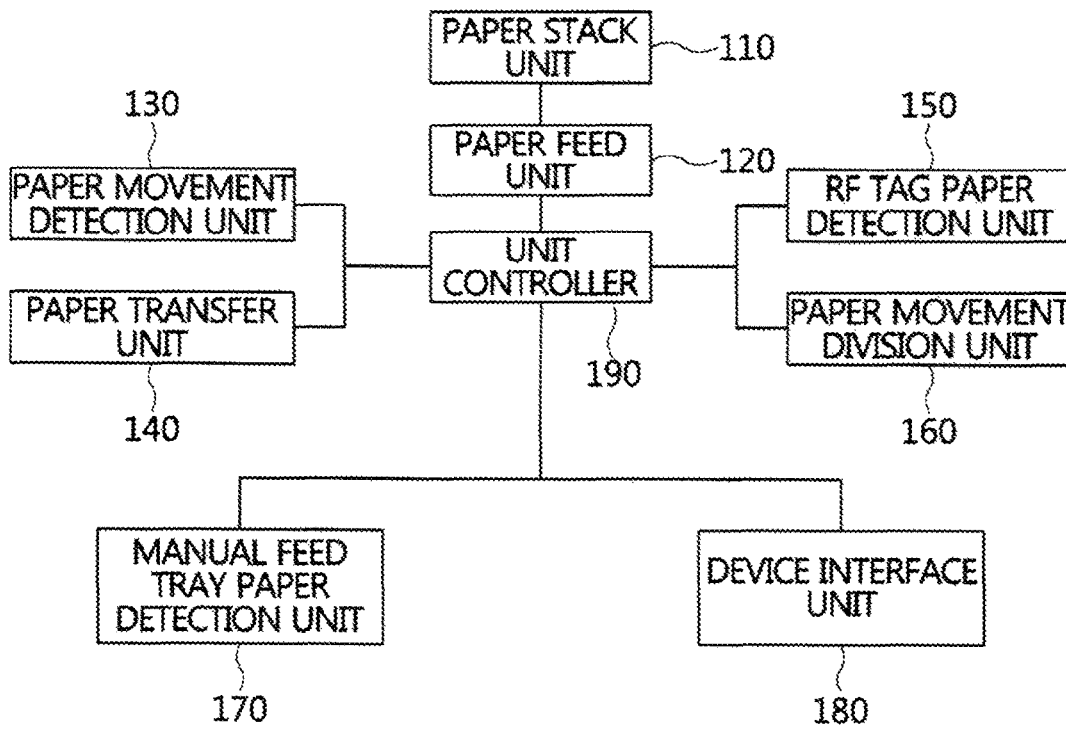 PAPER STACK
UNIT
110
130
150
PAPER FEED
UNIT
120
PAPER MOVEMENT
DETECTION UNIT
RF TAG PAPER
DETECTION UNIT
UNIT
CONTROLLER
PAPER TRANSFER
UNIT
PAPER MOVEMENT
DIVISION UNIT
190
140
160
MANUAL FEED
TRAY PAPER
DETECTION UNIT
DEVICE INTERFACE
UNIT
170
180